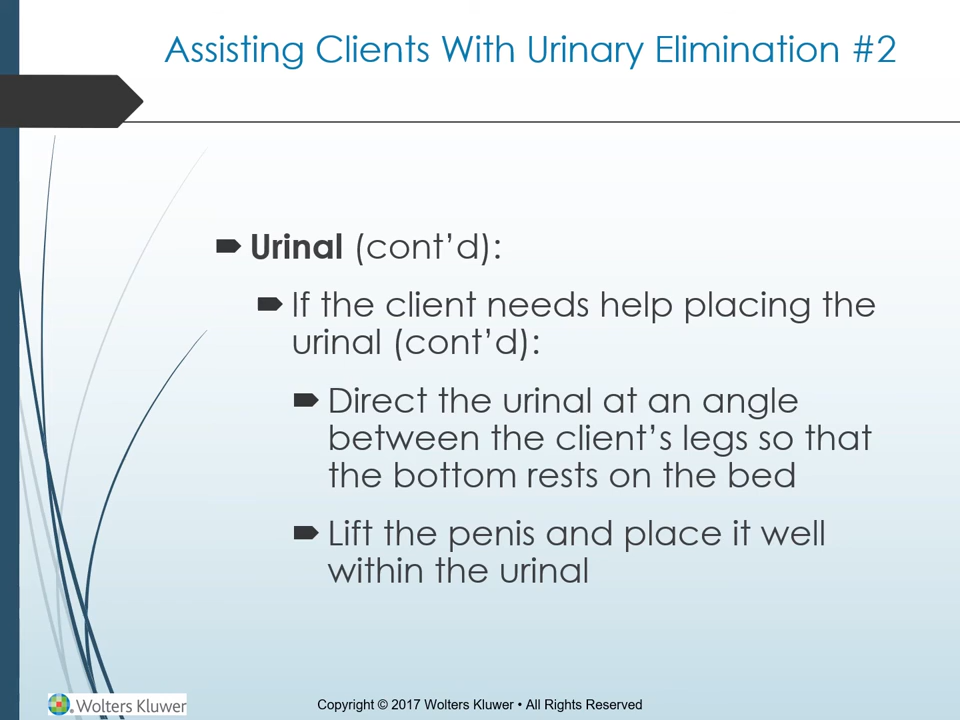 Assisting Clients With Urinary Elimination #2
Urinal (cont’d):
If the client needs help placing the
urinal (cont’d):
Direct the urinal at an angle
between the client’s legs so that
the bottom rests on the bed
Lift the penis and place it well
within the urinal
Wolters Kluwer
Copyright © 2017 Wolters Kluwer • All Rights Reserved